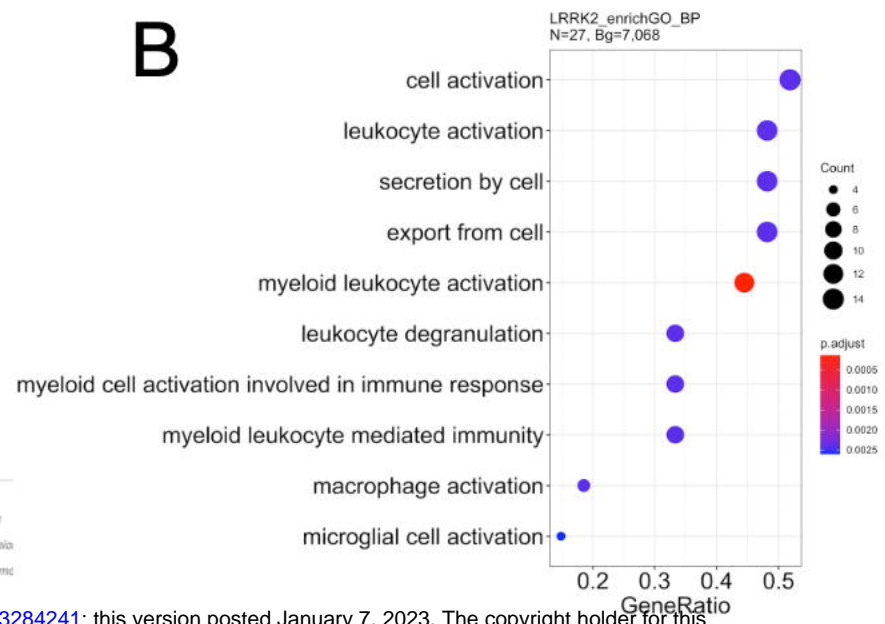 B
LRRK2_enrichGO_BP
N=27, Bg=7,068
cell activation
leukocyte activation
secretion by cell
export from cell
myeloid leukocyte activation
leukocyte degranulation
myeloid cell activation involved in immune response
myeloid leukocyte mediated immunity
macrophage activation
microglial cell activation
0.2 0.3 0.4 0.5
GeneRatio
Count
4
6
8
10
12
14
p.adjust
0.0005
0.0010
0.0015
0.0020
0.0025
3284241; this version posted January 7, 2023. The copyright holder for this